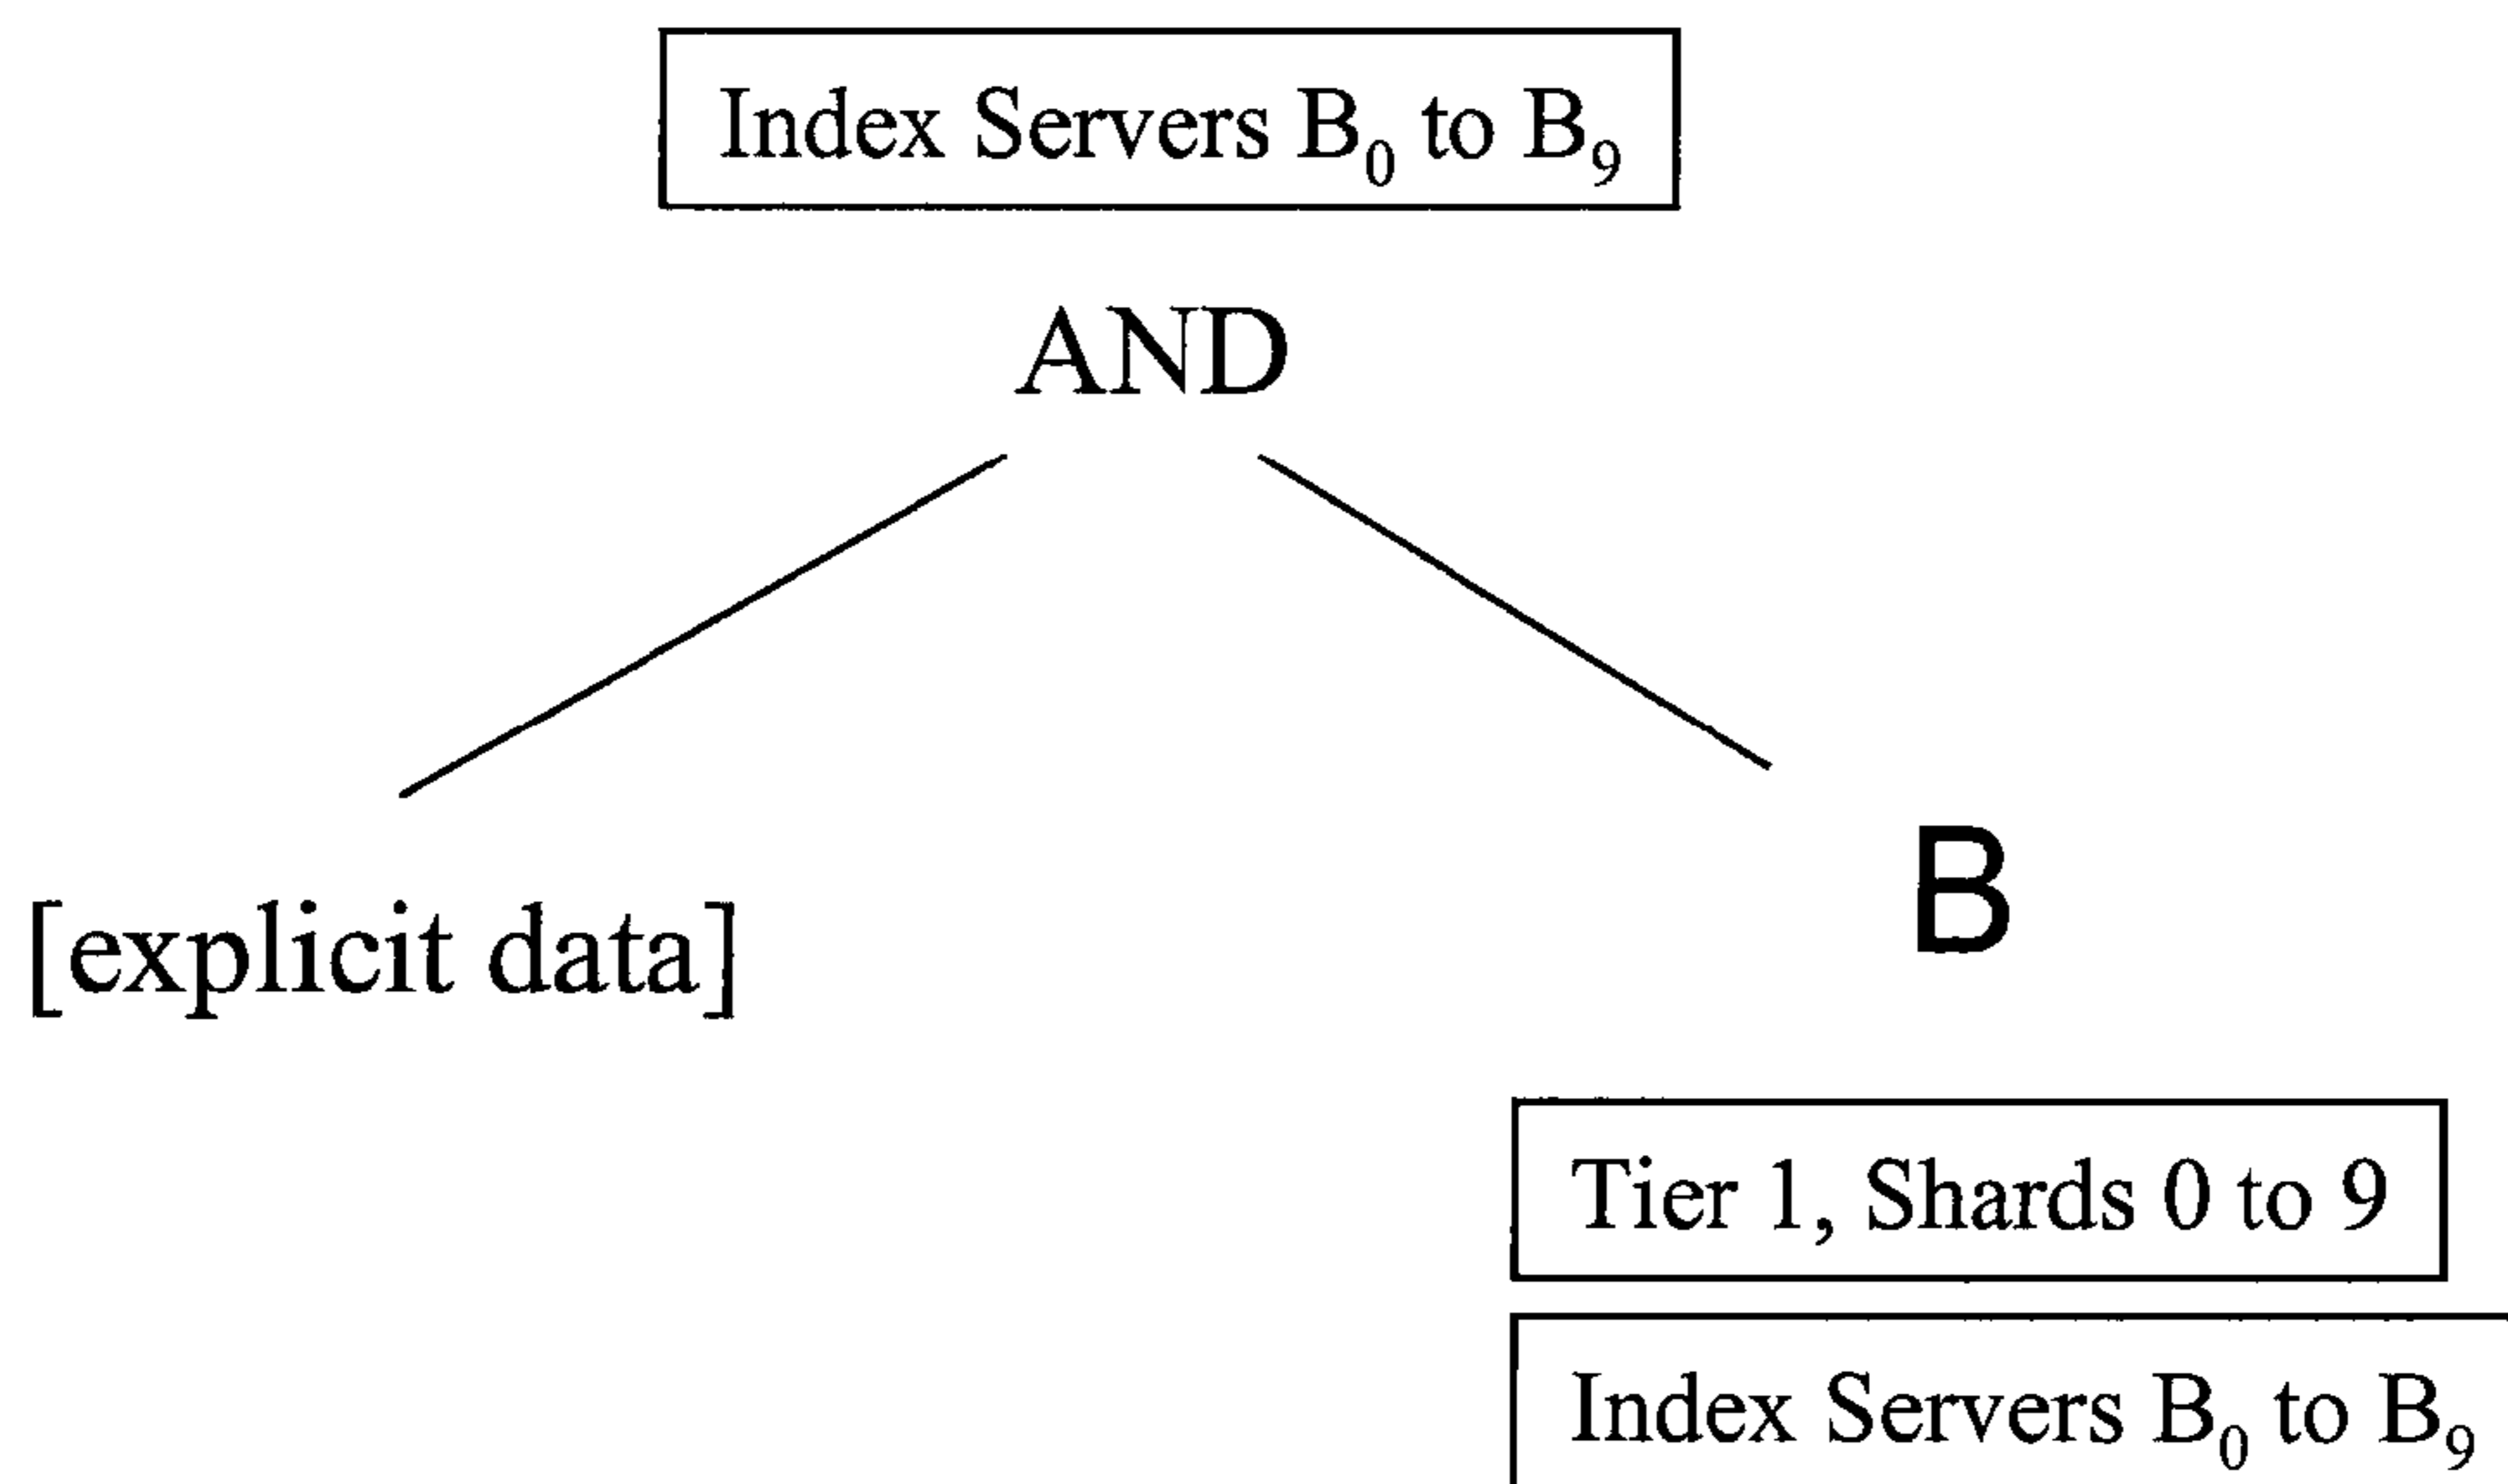 Index Servers B₀ to B₉
AND
[explicit data]
B
Tier 1, Shards 0 to 9
Index Servers B₀ to B₉